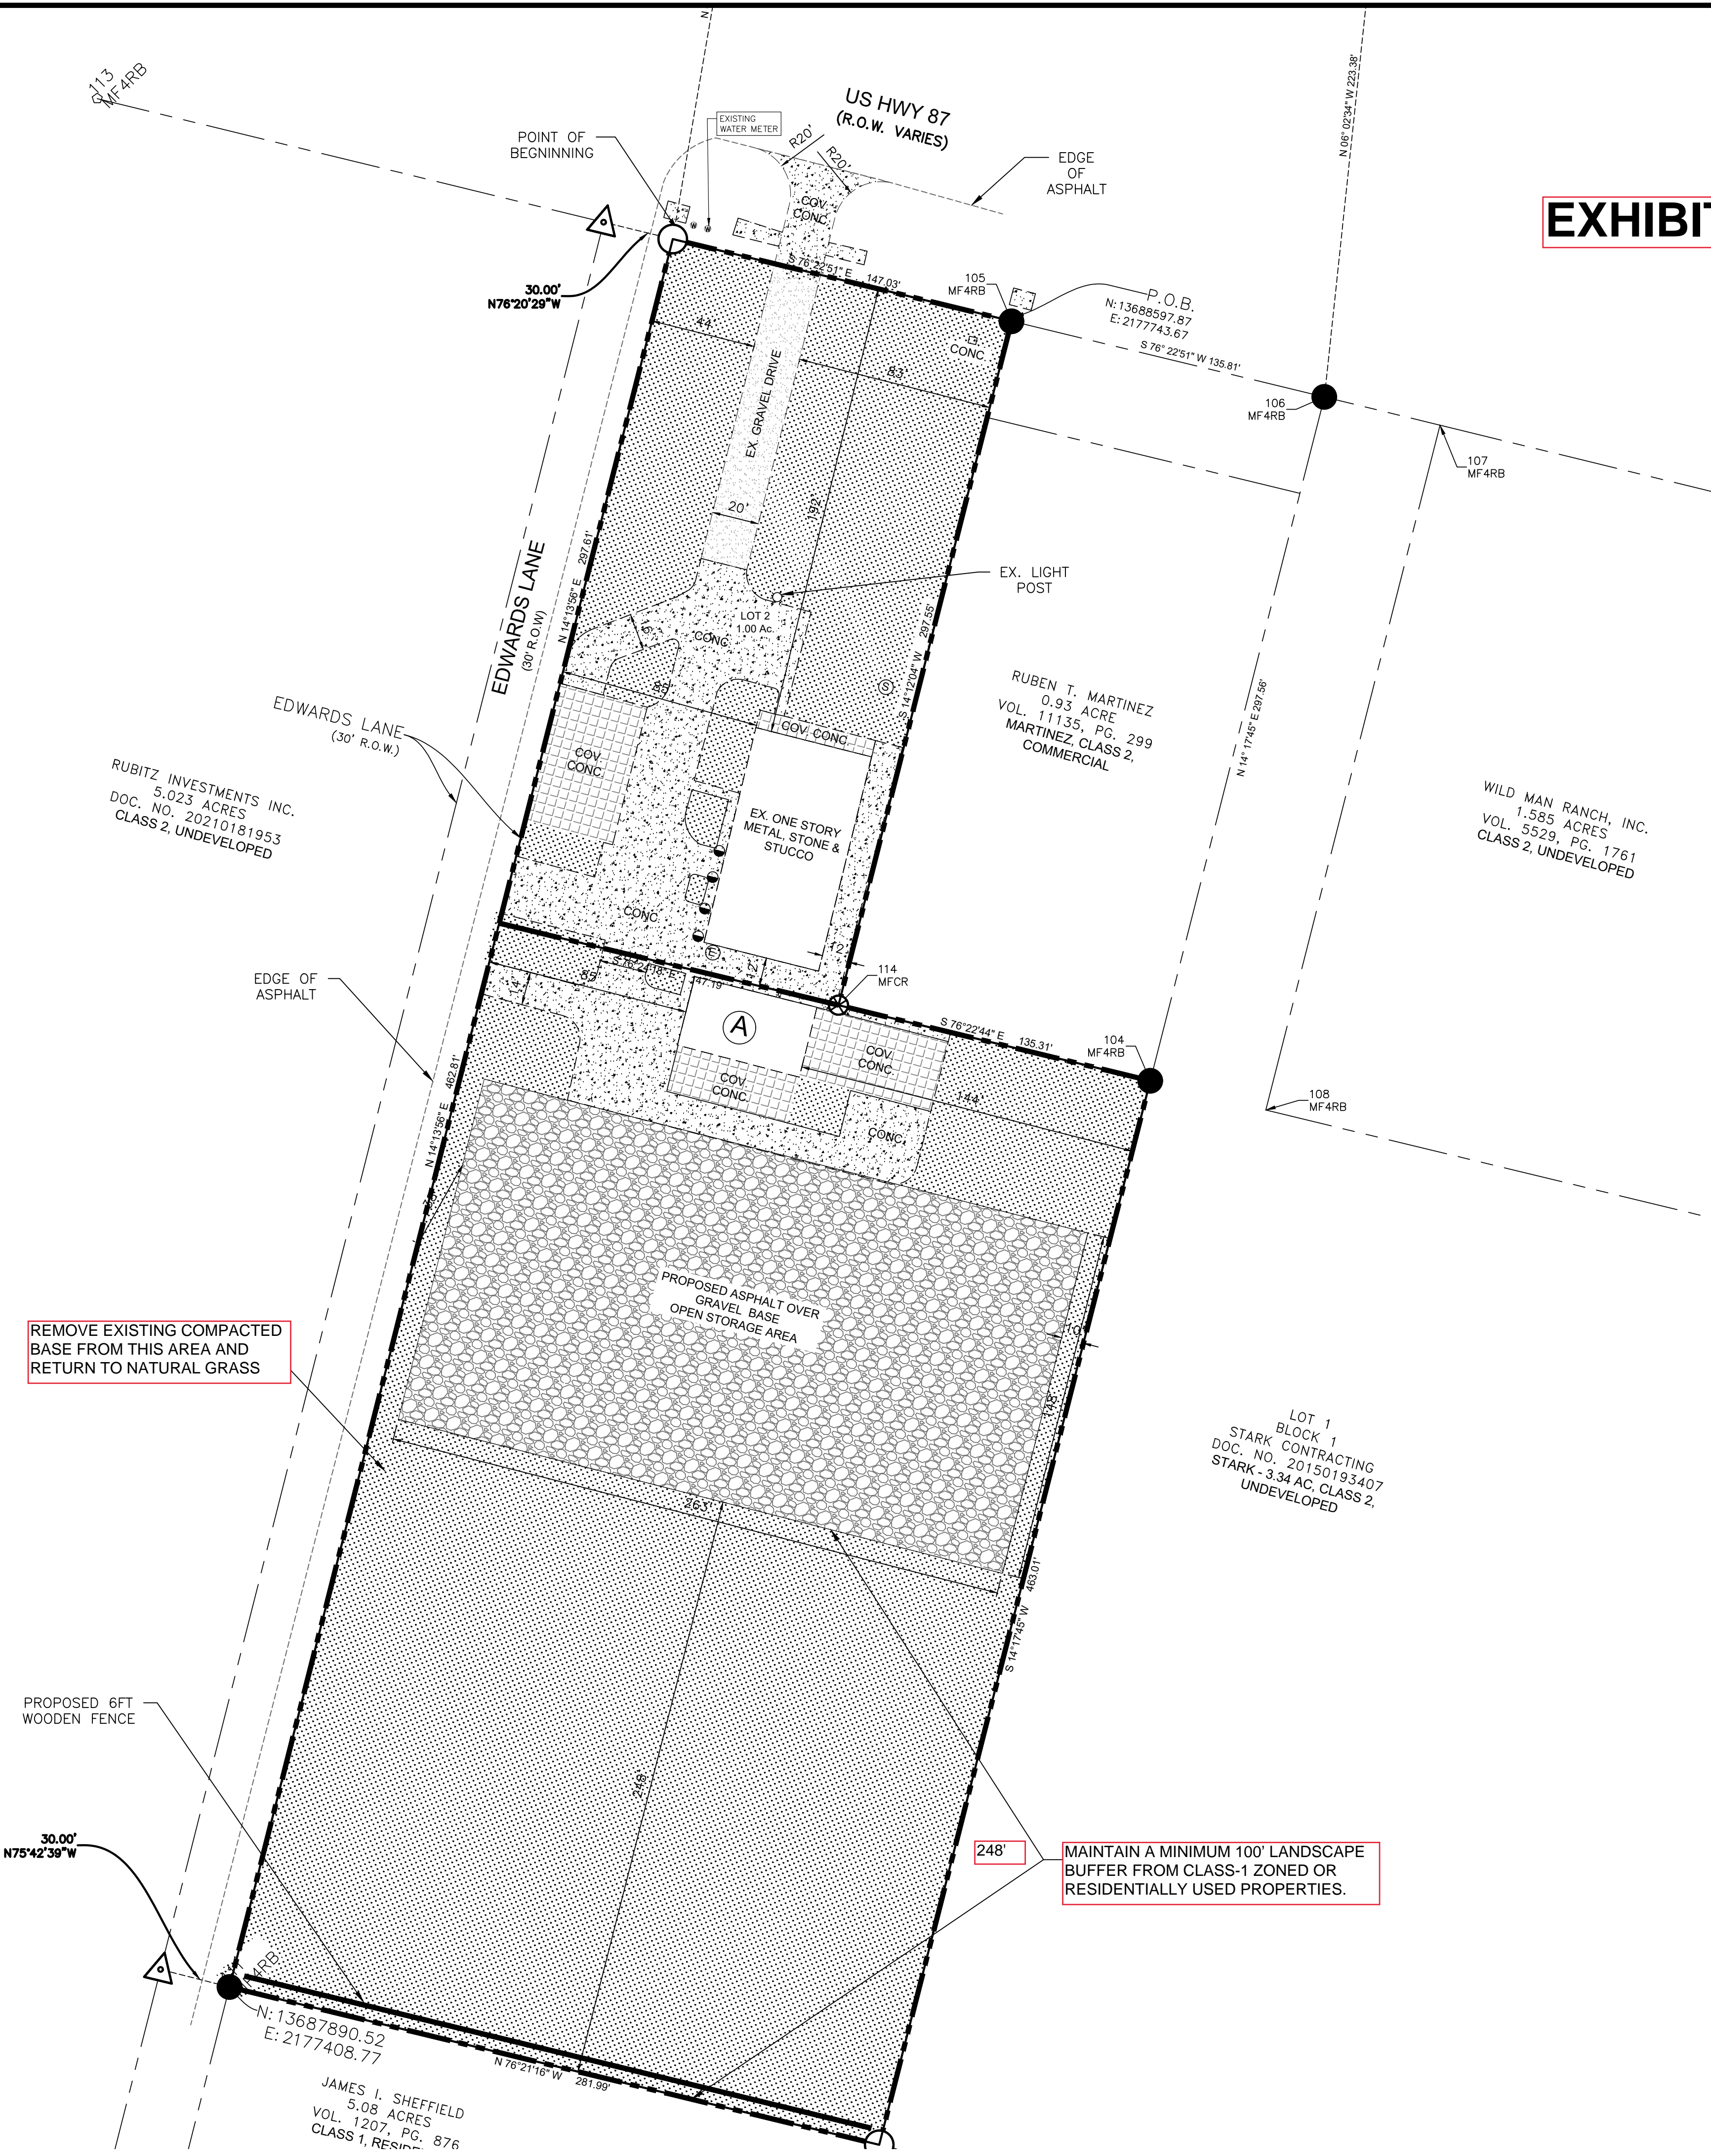 113
MF4RB
N
N 06° 02'34" W 223.38'
US HWY 87
(R.O.W. VARIES)
EXISTING
WATER METER
POINT OF
BEGNINNING
R20'
R20'
EDGE
OF
ASPHALT
EXHIBIT
COV.
CONC.
30.00'
N76°20'29"W
S 76°22'51" E 147.03'
105
MF4RB
P.O.B.
N:13688597.87
E:2177743.67
S 76° 22'51" W 135.81'
106
MF4RB
107
MF4RB
CONC.
44'
83'
EX. GRAVEL DRIVE
192'
20'
N 14°13'56" E 297.61'
EDWARDS LANE
(30' R.O.W)
EX. LIGHT
POST
LOT 2
1.00 Ac.
CONC.
16'
S 14°12'04" W 297.55'
S
RUBEN T. MARTINEZ
0.93 ACRE
VOL. 11135, PG. 299
MARTINEZ, CLASS 2,
COMMERCIAL
N 14° 17'45" E 297.56'
EDWARDS LANE
(30' R.O.W.)
85'
COV. CONC.
COV.
CONC.
RUBITZ INVESTMENTS INC.
5.023 ACRES
DOC. NO. 20210181953
CLASS 2, UNDEVELOPED
WILD MAN RANCH, INC.
1.585 ACRES
VOL. 5529, PG. 1761
CLASS 2, UNDEVELOPED
EX. ONE STORY
METAL, STONE &
STUCCO
CONC.
E
12'
12'
EDGE OF
ASPHALT
S 76°24'18" E
47.19'
85'
14'
114
MFCR
A
S 76°22'44" E 135.31'
104
MF4RB
COV.
CONC.
COV.
CONC.
144'
CONC.
108
MF4RB
N 14°13'56" E 462.81'
PROPOSED ASPHALT OVER
GRAVEL BASE
OPEN STORAGE AREA
REMOVE EXISTING COMPACTED
BASE FROM THIS AREA AND
RETURN TO NATURAL GRASS
10'
148'
LOT 1
BLOCK 1
STARK CONTRACTING
DOC. NO. 20150193407
STARK - 3.34 AC, CLASS 2,
UNDEVELOPED
263'
S 14°17'45" W 463.01'
PROPOSED 6FT
WOODEN FENCE
248'
30.00'
N75°42'39"W
248'
MAINTAIN A MINIMUM 100' LANDSCAPE
BUFFER FROM CLASS-1 ZONED OR
RESIDENTIALLY USED PROPERTIES.
4RB
N:13687890.52
E:2177408.77
N 76°21'16" W 281.99'
JAMES I. SHEFFIELD
5.08 ACRES
VOL. 1207, PG. 876
CLASS 1,